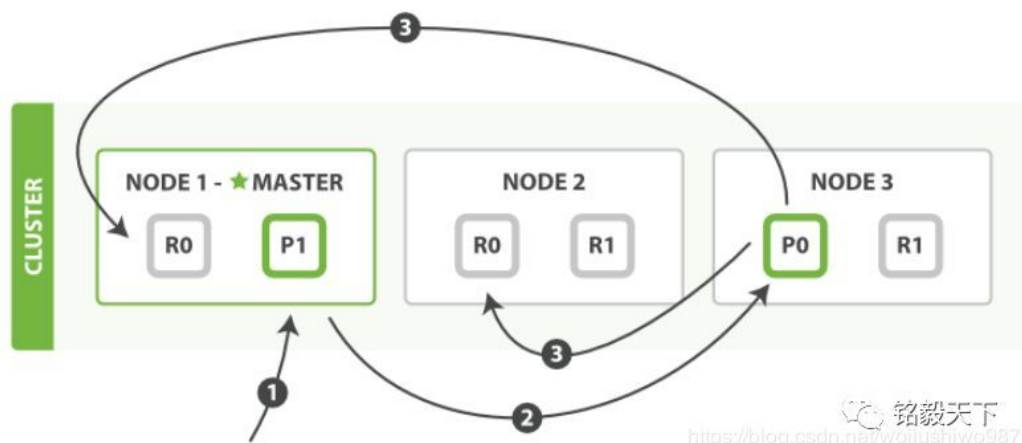 3
CLUSTER
NODE 1 - ★ MASTER
R0 P1
NODE 2
R0 R1
NODE 3
P0 R1
3
1
2
铭毅天下
https://blog.csdn.net/wojiushiwo987